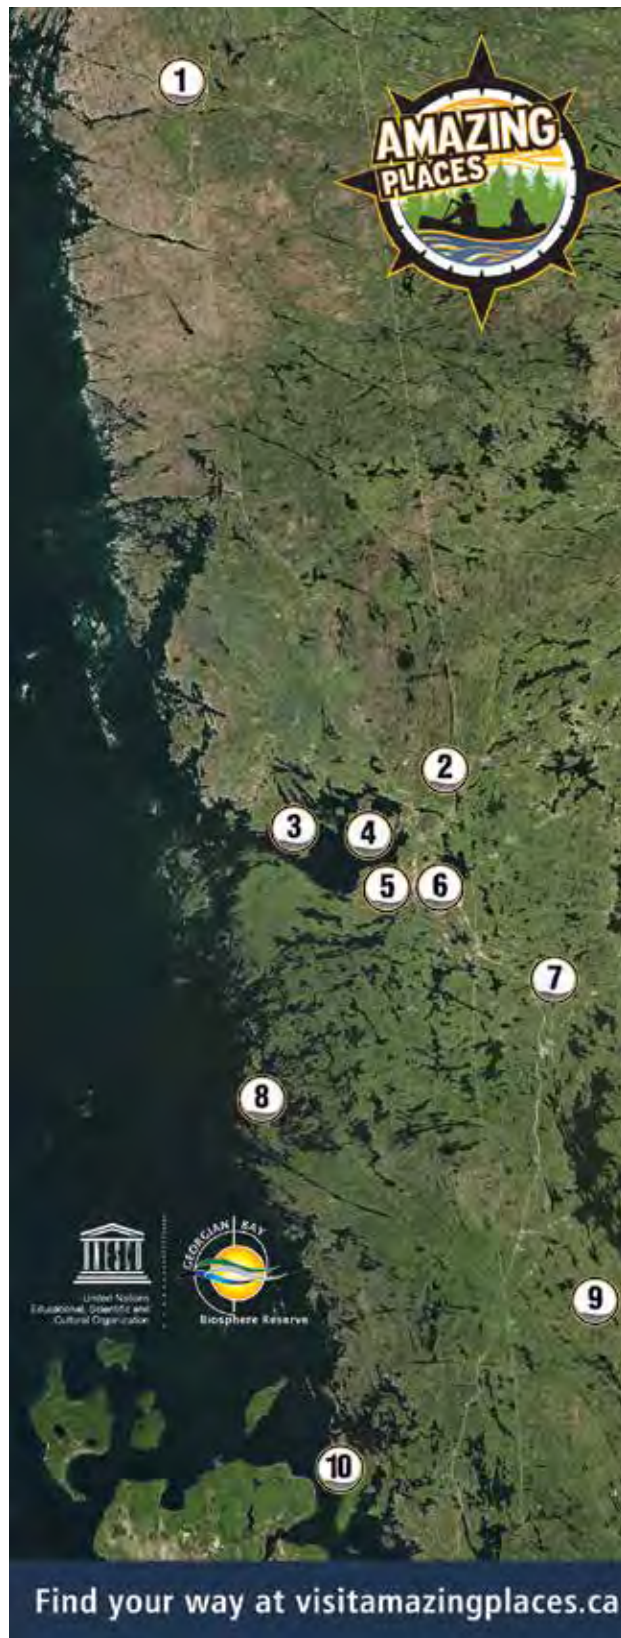 1
AMAZING
PLACES
2
3
4
5
6
7
8
GEORGIAN BAY
Biosphere Reserve
UNESCO
United Nations
Educational, Scientific and
Cultural Organization
9
10
Find your way at visitamazingplaces.ca